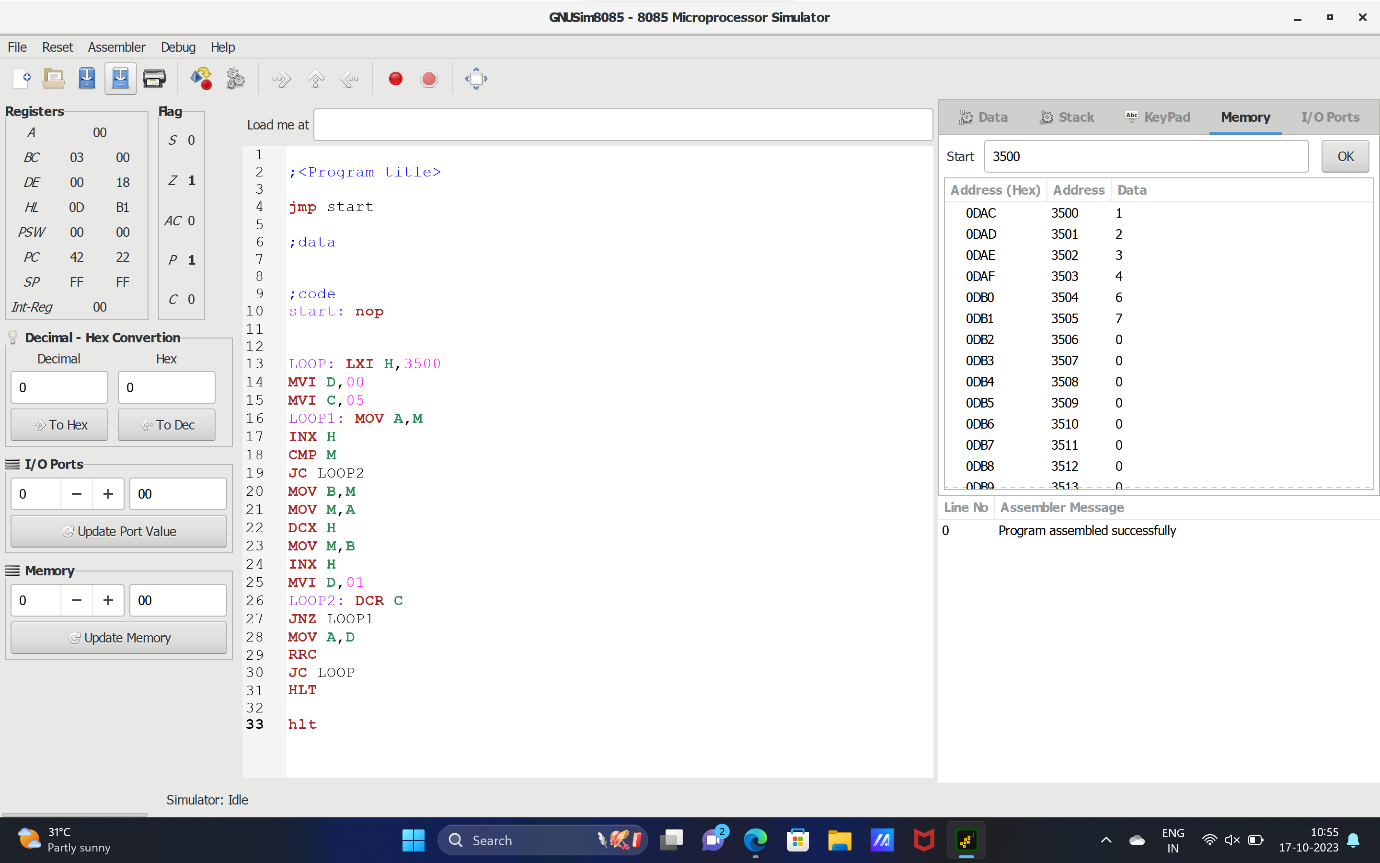 GNUSim8085 - 8085 Microprocessor Simulator
File Reset Assembler Debug Help
Registers
A 00
BC 03 00
DE 00 18
HL 0D B1
PSW 00 00
PC 42 22
SP FF FF
Int-Reg 00
Flag
S 0
Z 1
AC 0
P 1
C 0
Decimal - Hex Convertion
Decimal Hex
0 0
To Hex To Dec
I/O Ports
0 − + 00
Update Port Value
Memory
0 − + 00
Update Memory
Load me at
1
2 ;<Program title>
3
4 jmp start
5
6 ;data
7
8
9 ;code
10 start: nop
11
12
13 LOOP: LXI H,3500
14 MVI D,00
15 MVI C,05
16 LOOP1: MOV A,M
17 INX H
18 CMP M
19 JC LOOP2
20 MOV B,M
21 MOV M,A
22 DCX H
23 MOV M,B
24 INX H
25 MVI D,01
26 LOOP2: DCR C
27 JNZ LOOP1
28 MOV A,D
29 RRC
30 JC LOOP
31 HLT
32
33 hlt
Data Stack Abc KeyPad Memory I/O Ports
Start 3500 OK
Address (Hex) Address Data
0DAC 3500 1
0DAD 3501 2
0DAE 3502 3
0DAF 3503 4
0DB0 3504 6
0DB1 3505 7
0DB2 3506 0
0DB3 3507 0
0DB4 3508 0
0DB5 3509 0
0DB6 3510 0
0DB7 3511 0
0DB8 3512 0
0DB9 3513 0
Line No Assembler Message
0 Program assembled successfully
Simulator: Idle
31°C
Partly sunny
Search
2
ENG
IN
10:55
17-10-2023